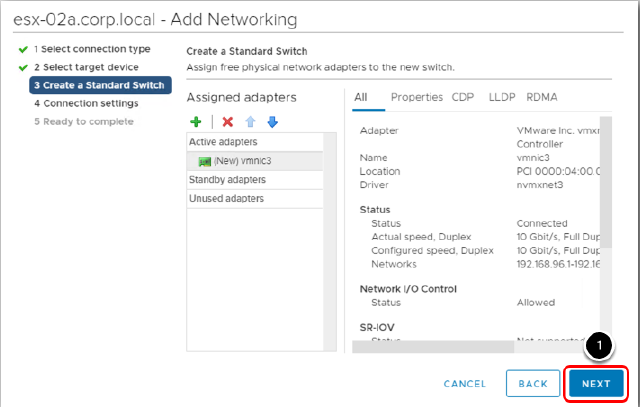 esx-02a.corp.local - Add Networking
1 Select connection type
2 Select target device
3 Create a Standard Switch
4 Connection settings
5 Ready to complete
Create a Standard Switch
Assign free physical network adapters to the new switch.
Assigned adapters
Active adapters
(New) vmnic3
Standby adapters
Unused adapters
All Properties CDP LLDP RDMA
Adapter VMware Inc.
Controller
Name vmnic3
Location PCI 0000:04:00.
Driver nvmxnet3
Status
Status Connected
Actual speed, Duplex 10 Gbit/s, Full Dup
Configured speed, Duplex 10 Gbit/s, Full Dup
Networks 192.168.96.1-192.16
Network I/O Control
Status Allowed
SR-IOV
Status Not supported
1
CANCEL BACK NEXT